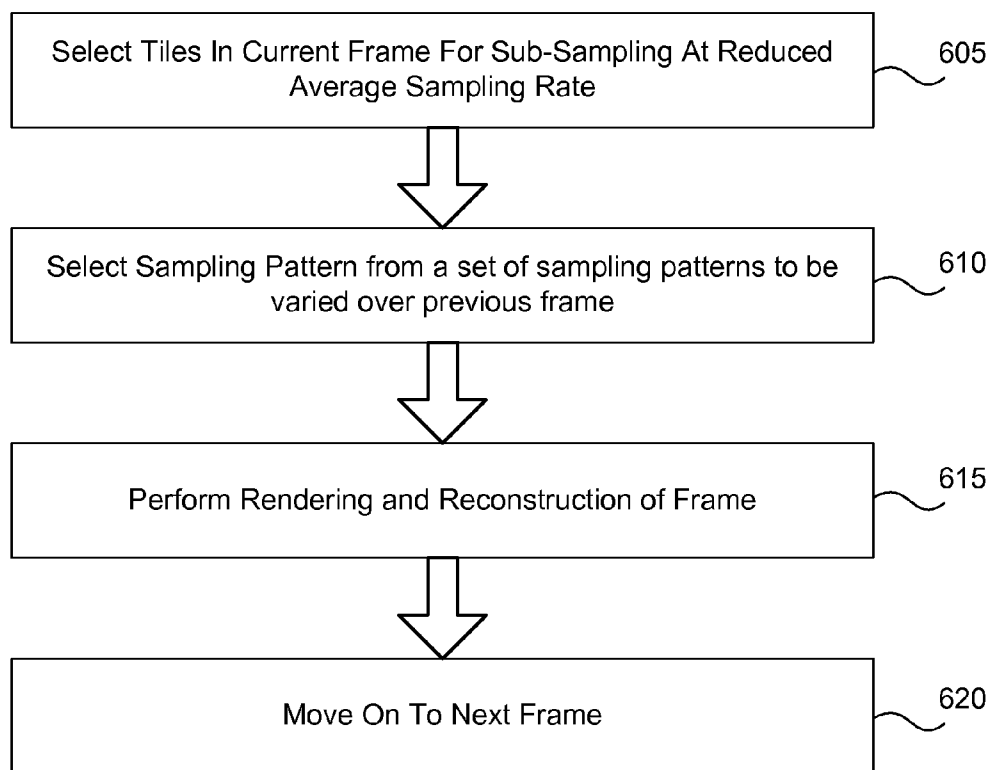 Select Tiles In Current Frame For Sub-Sampling At Reduced
Average Sampling Rate
605
Select Sampling Pattern from a set of sampling patterns to be
varied over previous frame
610
Perform Rendering and Reconstruction of Frame
615
Move On To Next Frame
620